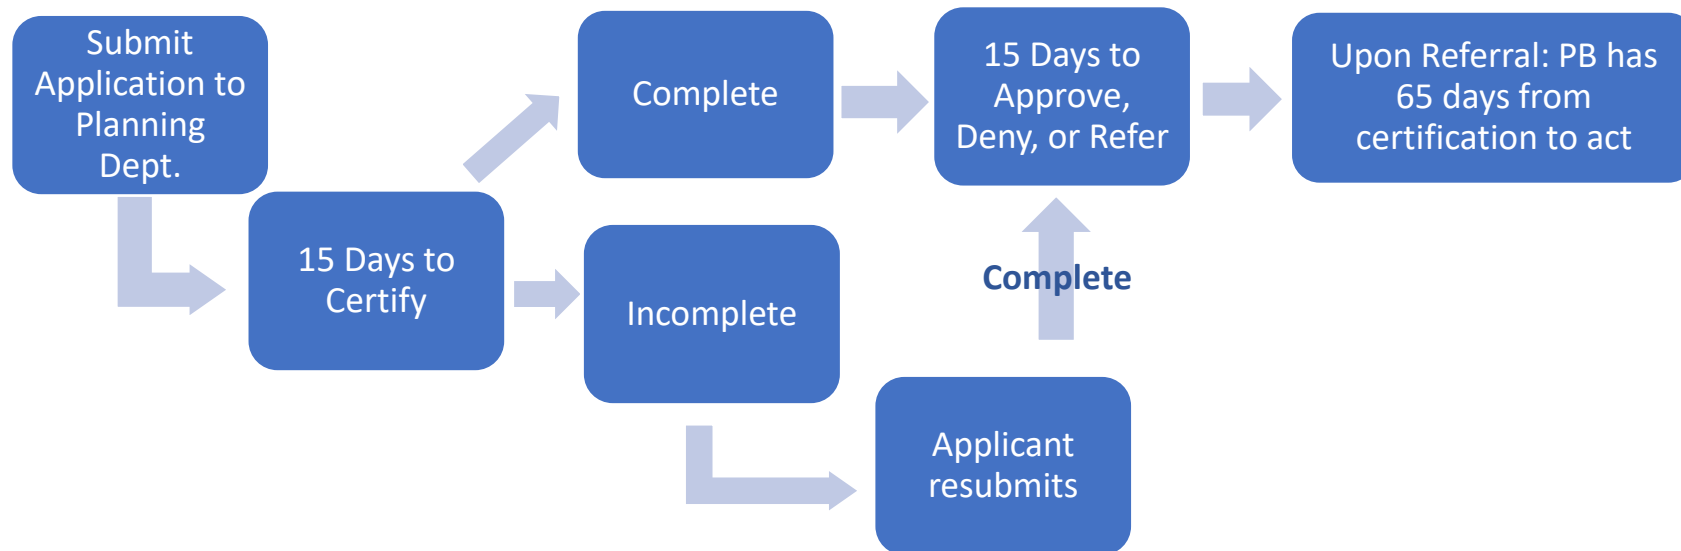 Submit
Application to
Planning
Dept.
15 Days to
Certify
Complete
Incomplete
Applicant
resubmits
Complete
15 Days to
Approve,
Deny, or Refer
Upon Referral: PB has
65 days from
certification to act